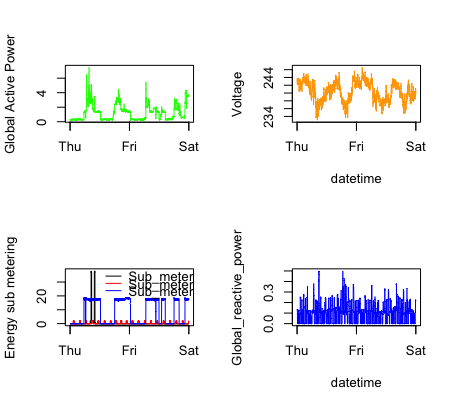 Global Active Power
0 4
Thu Fri Sat
Voltage
234 244
Thu Fri Sat
datetime
Energy sub metering
0 20
Sub_meter
Sub_meter
Sub_meter
Thu Fri Sat
Global_reactive_power
0.0 0.3
Thu Fri Sat
datetime